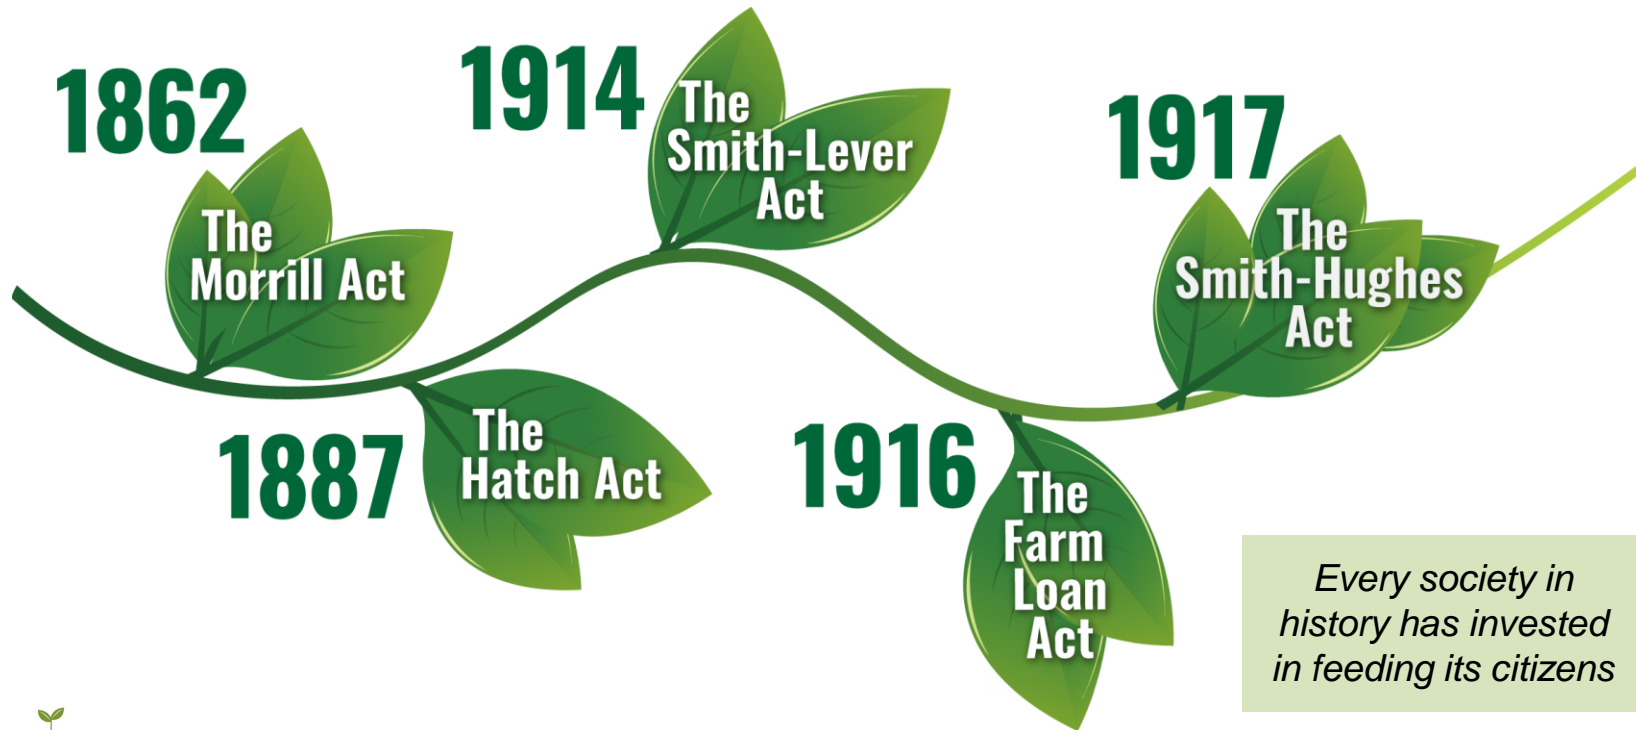 1862
The
Morrill Act
1887
The
Hatch Act
1914
The
Smith-Lever
Act
1916
The
Farm
Loan
Act
1917
The
Smith-Hughes
Act
Every society in
history has invested
in feeding its citizens